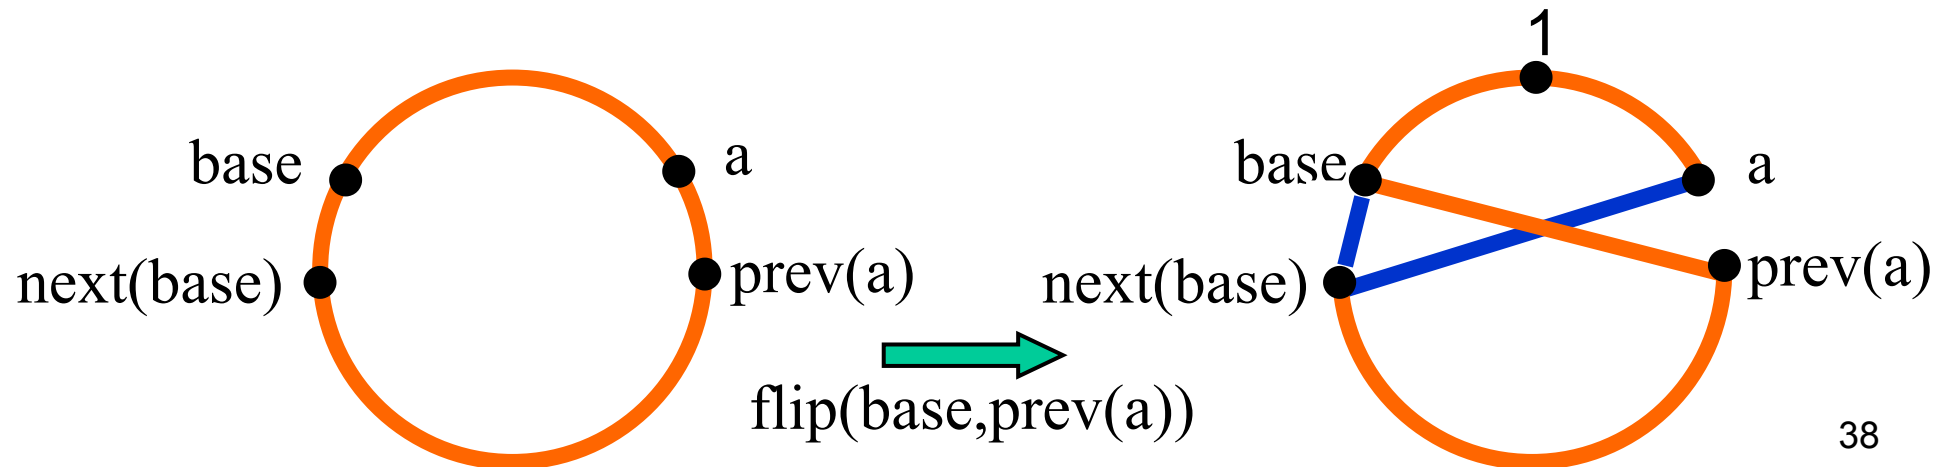 base
a
next(base)
prev(a)
flip(base,prev(a))
1
base
a
next(base)
prev(a)
38